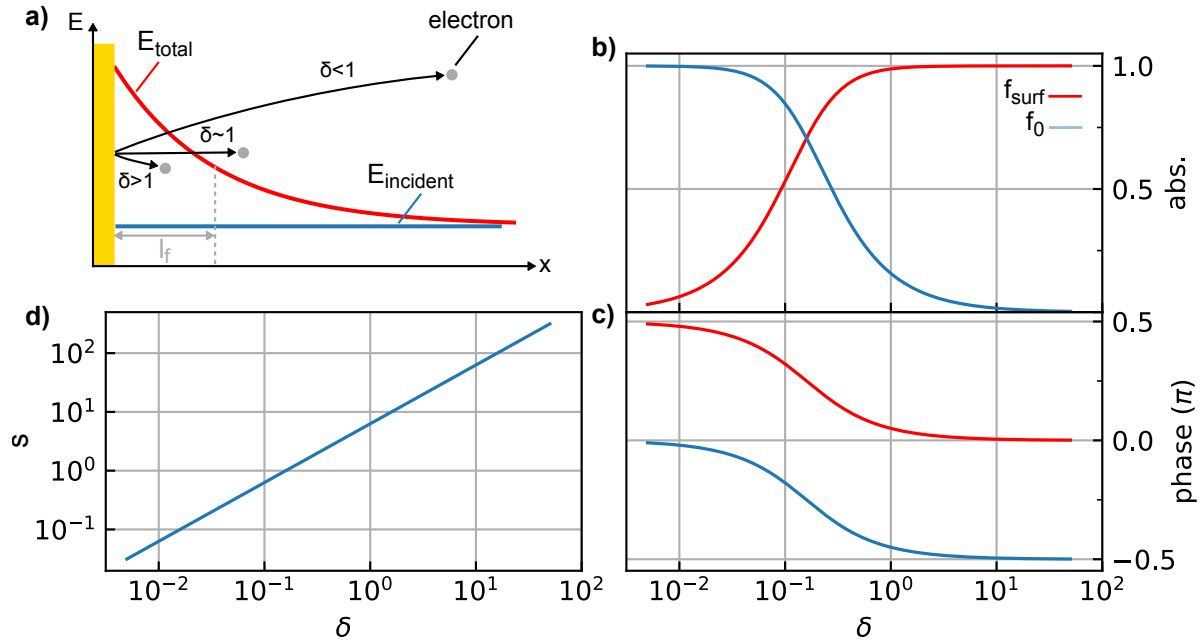 a)
E
E_total
electron
δ<1
δ~1
δ>1
E_incident
l_f
x
b)
1.0
f_surf
f_0
0.5
abs.
c)
0.5
0.0
−0.5
phase (π)
10^−2 10^−1 10^0 10^1 10^2
δ
d)
10^2
10^1
10^0
10^−1
s
10^−2 10^−1 10^0 10^1 10^2
δ